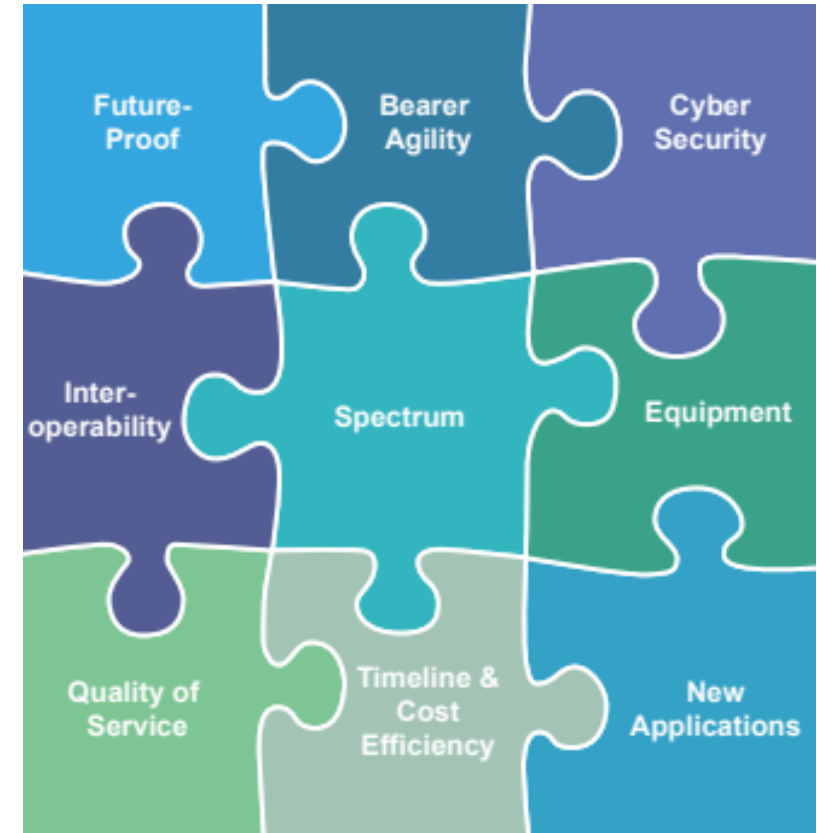 Future-
Proof
Bearer
Agility
Cyber
Security
Inter-
operability
Spectrum
Equipment
Quality of
Service
Timeline &
Cost
Efficiency
New
Applications